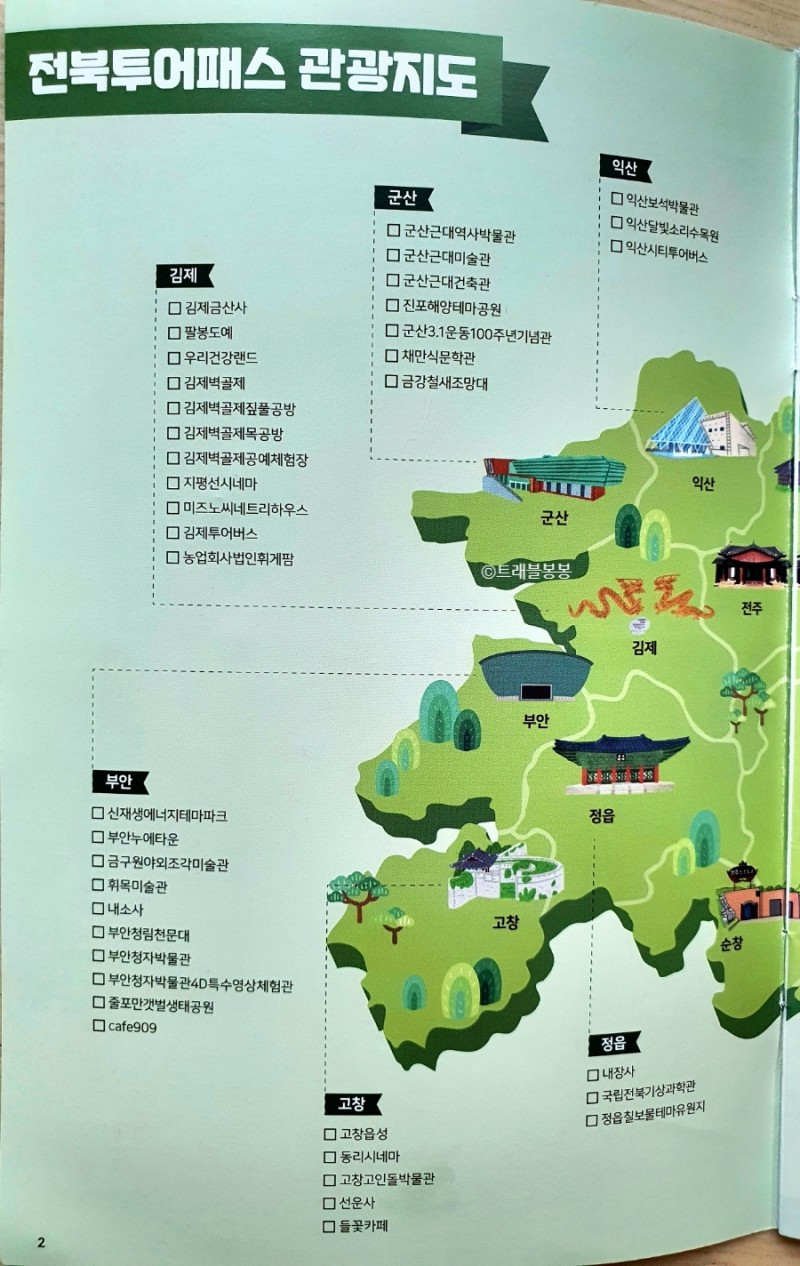 전북투어패스 관광지도
익산
익산보석박물관
익산달빛소리수목원
익산시티투어버스
군산
군산근대역사박물관
군산근대미술관
군산근대건축관
진포해양테마공원
군산3.1운동100주년기념관
채만식문학관
금강철새조망대
김제
김제금산사
팔봉도예
우리건강랜드
김제벽골제
김제벽골제짚풀공방
김제벽골제목공방
김제벽골제공예체험장
지평선시네마
미즈노씨네트리하우스
김제투어버스
농업회사법인휘게팜
익산
군산
©트래블봉봉
전주
김제
부안
정읍
고창
순창
부안
신재생에너지테마파크
부안누에타운
금구원야외조각미술관
휘목미술관
내소사
부안청림천문대
부안청자박물관
부안청자박물관4D특수영상체험관
줄포만갯벌생태공원
cafe909
정읍
내장사
국립전북기상과학관
정읍칠보물테마유원지
고창
고창읍성
동리시네마
고창고인돌박물관
선운사
들꽃카페
2